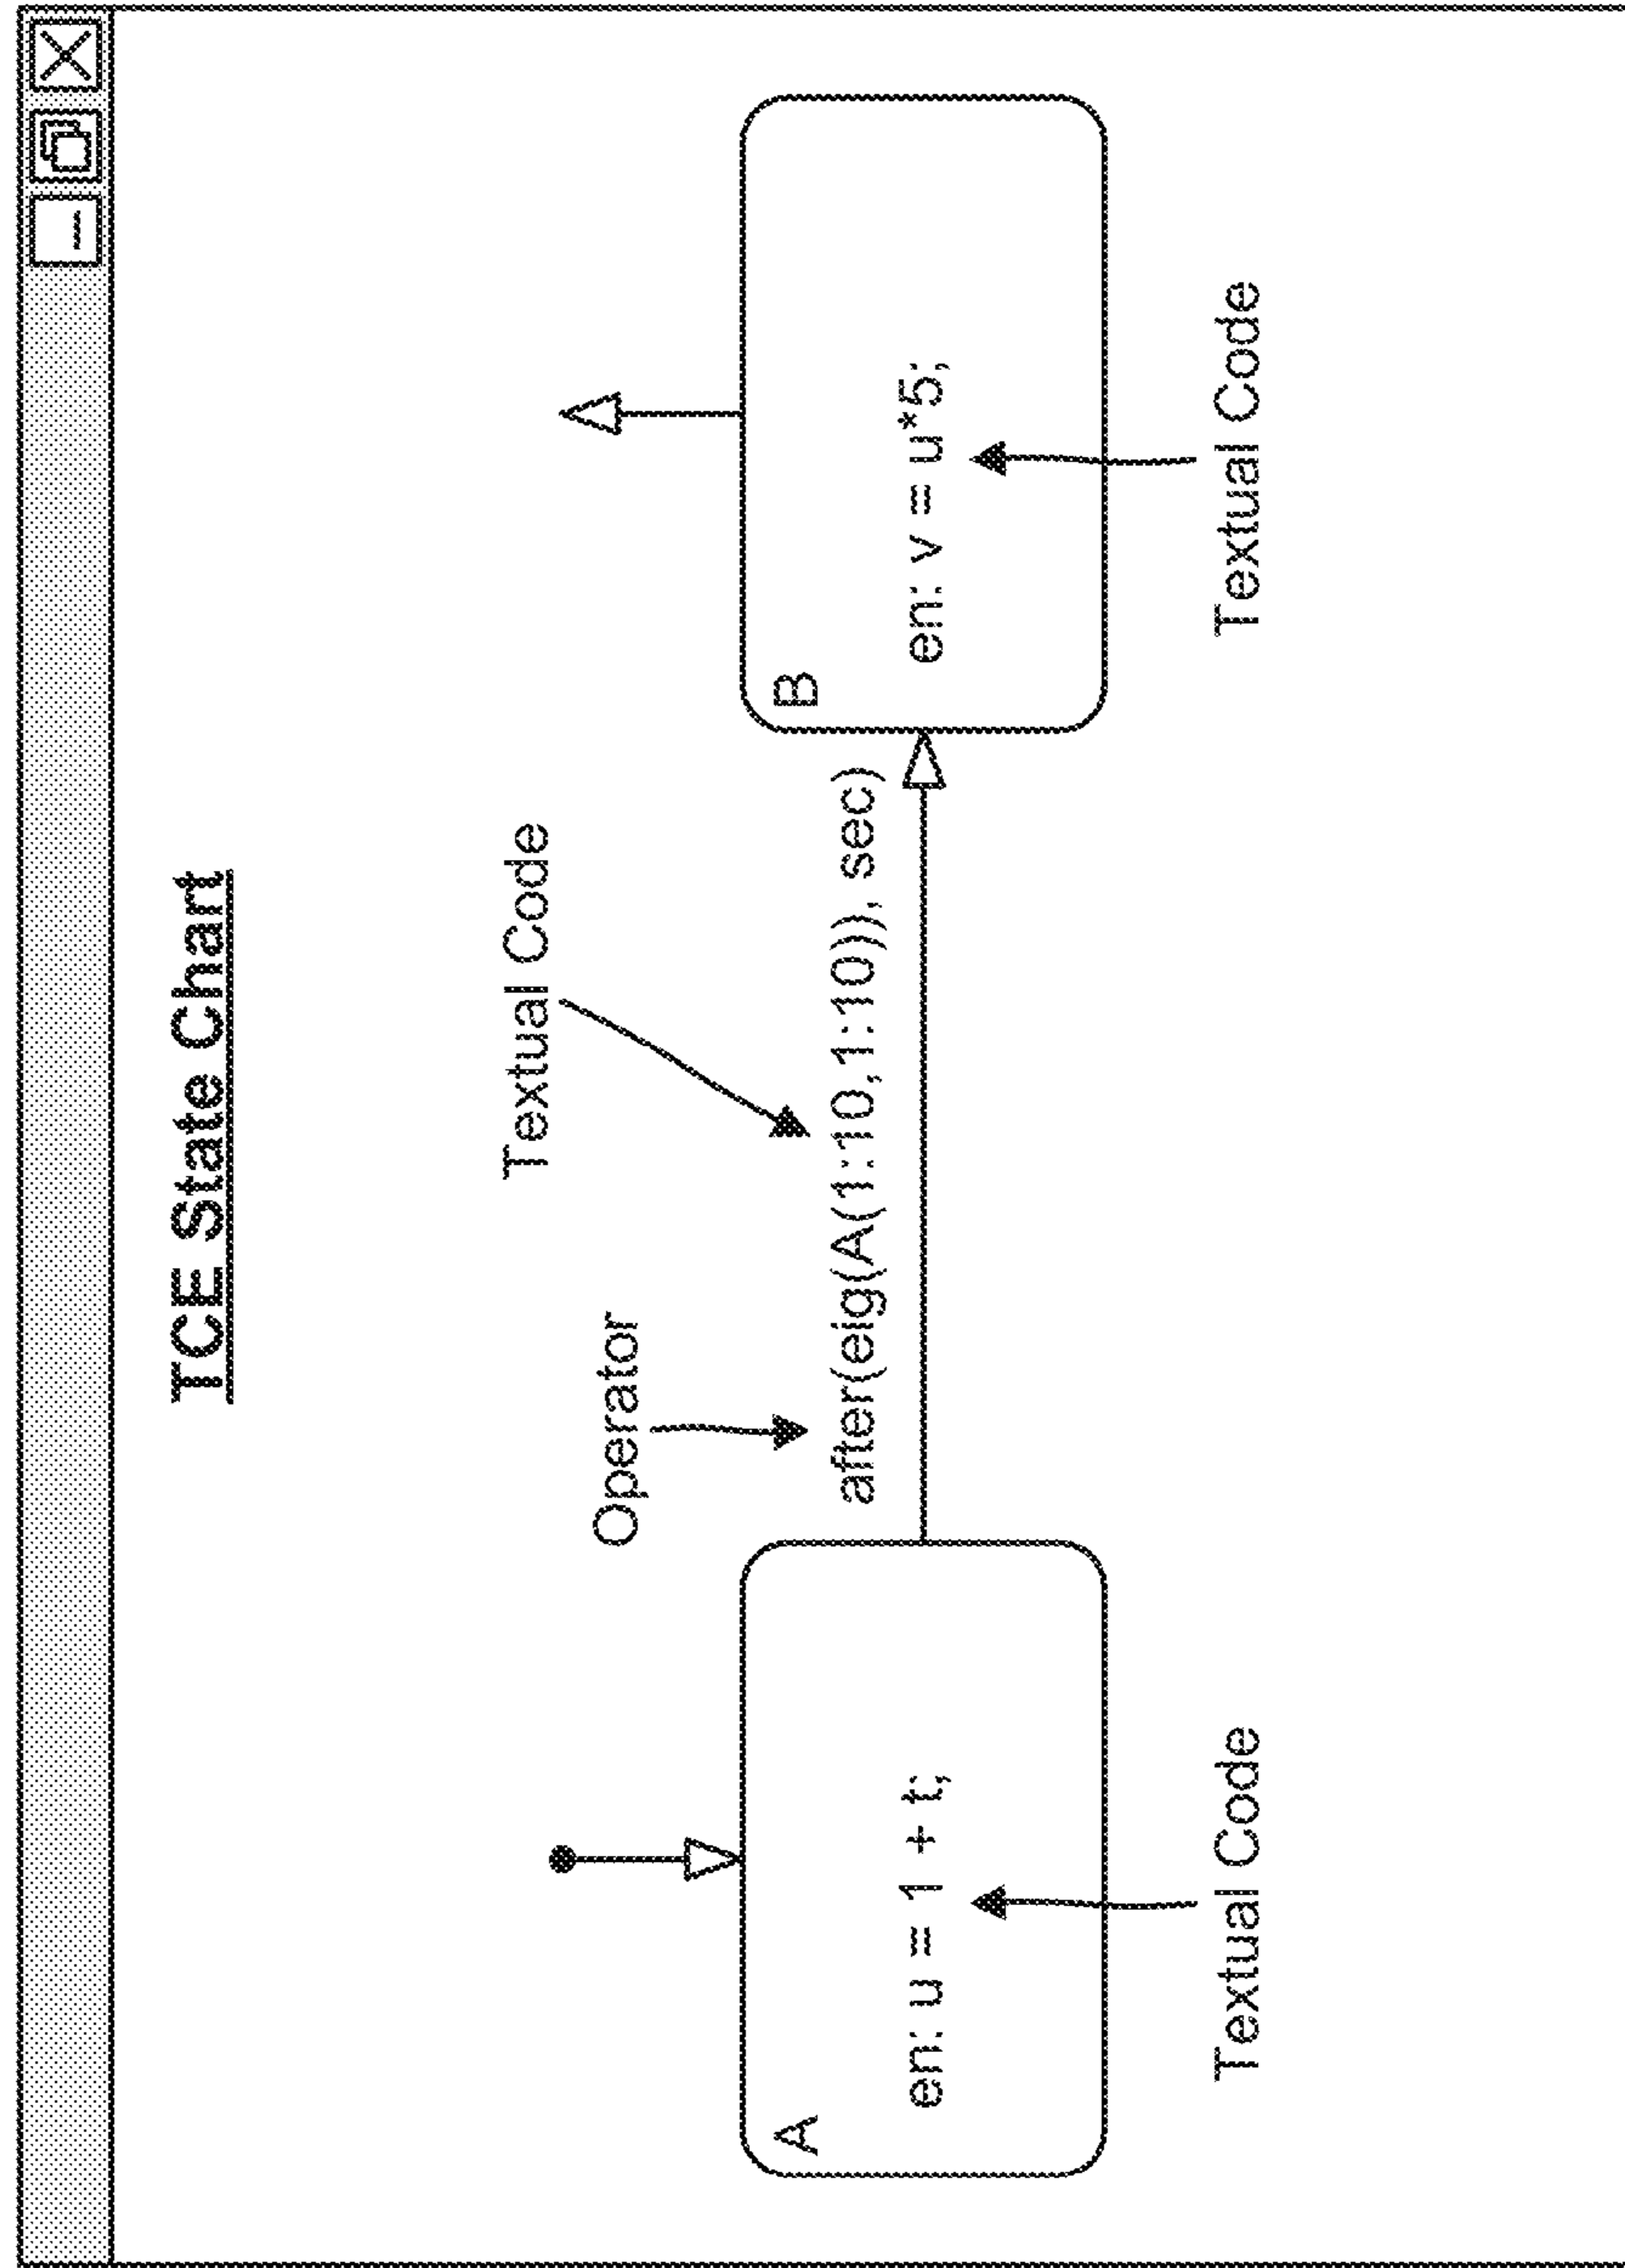 TCE State Chart
Textual Code
Operator
after(eig(A(1:10,1:10)), sec)
A
B
en: u = 1 + t;
en: v = u*5;
Textual Code
Textual Code